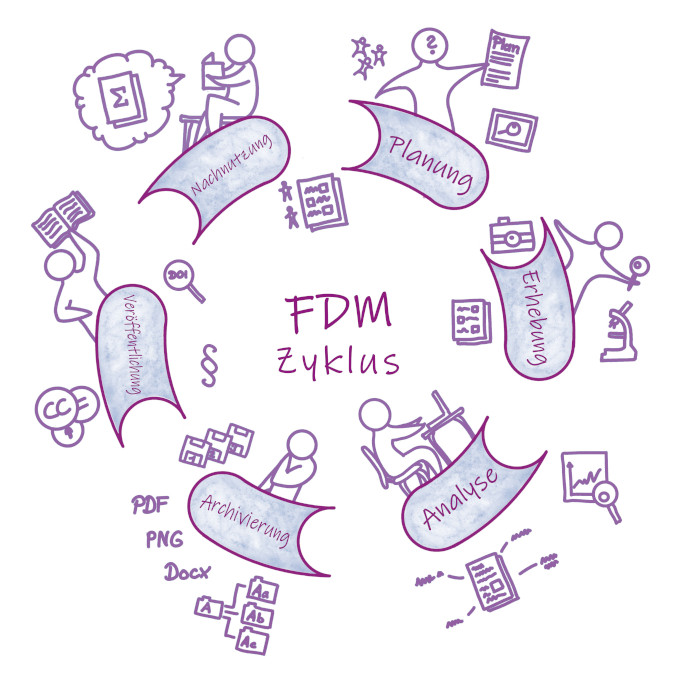 FDM
Zyklus
Planung
?
Plan
Erhebung
Analyse
Archivierung
PDF
PNG
Docx
A
Aa
Ab
Ac
Veröffentlichung
DOI
§
CC
=
Nachnutzung
Σ